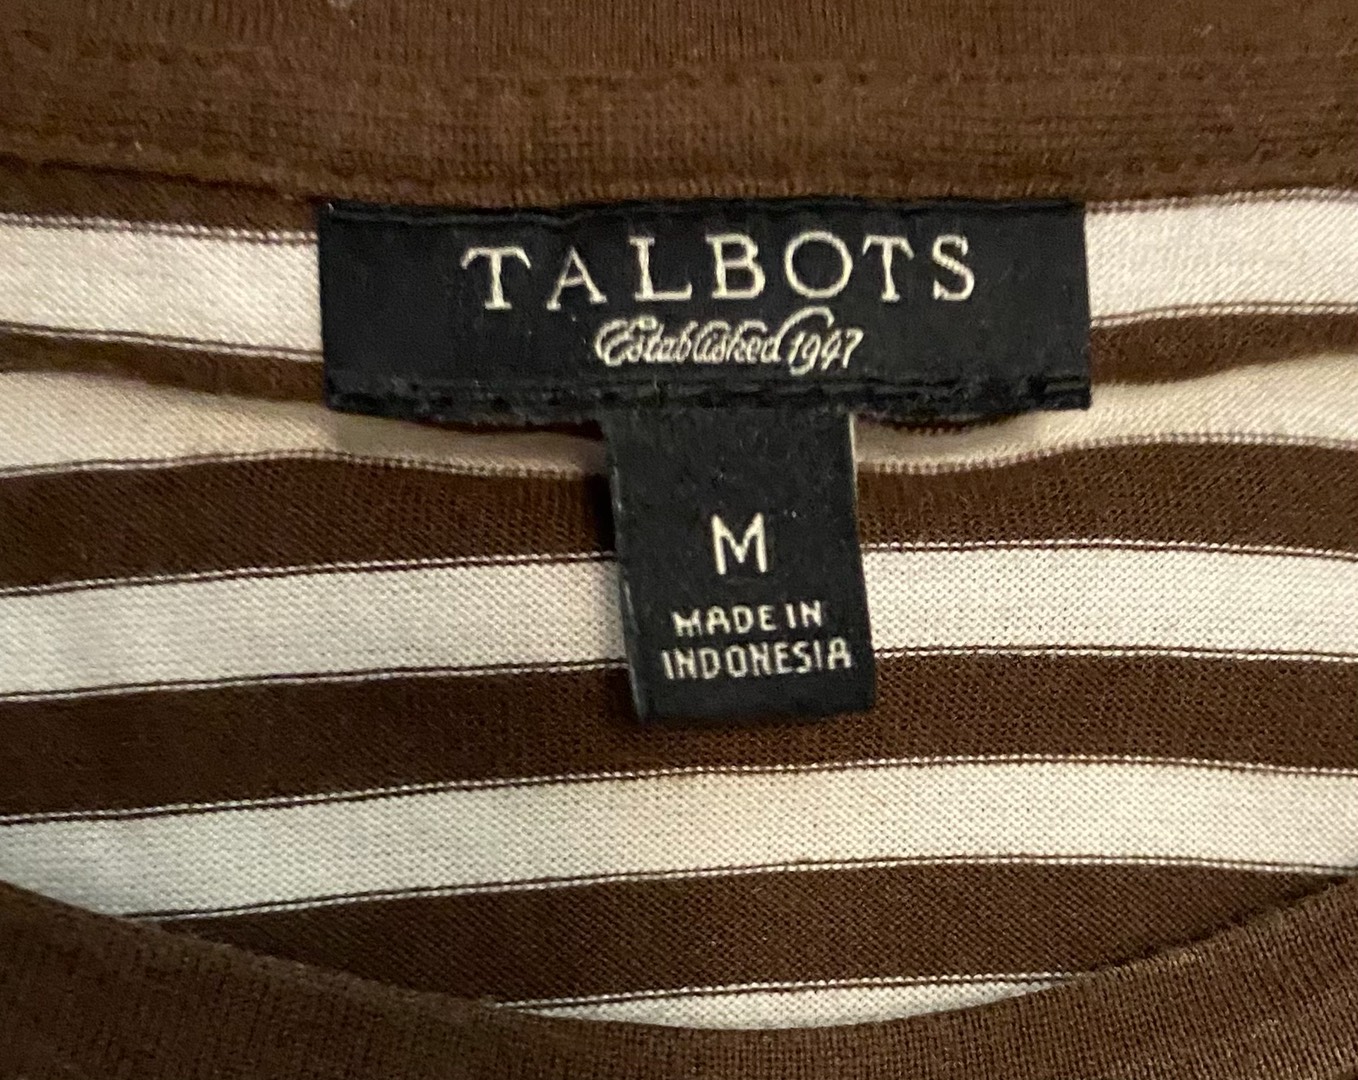 TALBOTS
Established 1947
M
MADE IN
INDONESIA